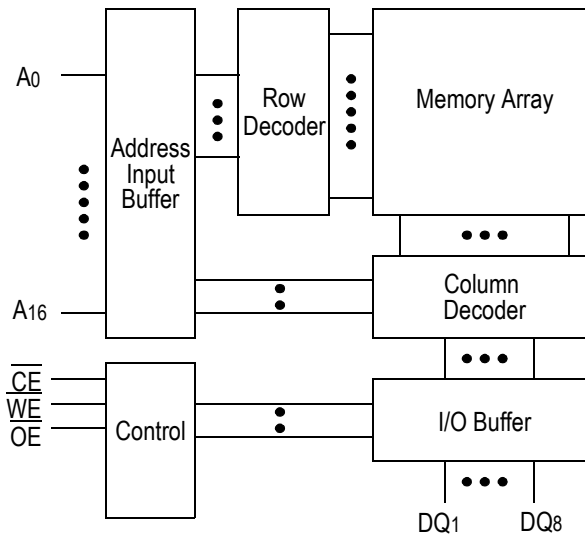 A0
A16
Address
Input
Buffer
Row
Decoder
Memory Array
Column
Decoder
CE
WE
OE
Control
I/O Buffer
DQ1
DQ8